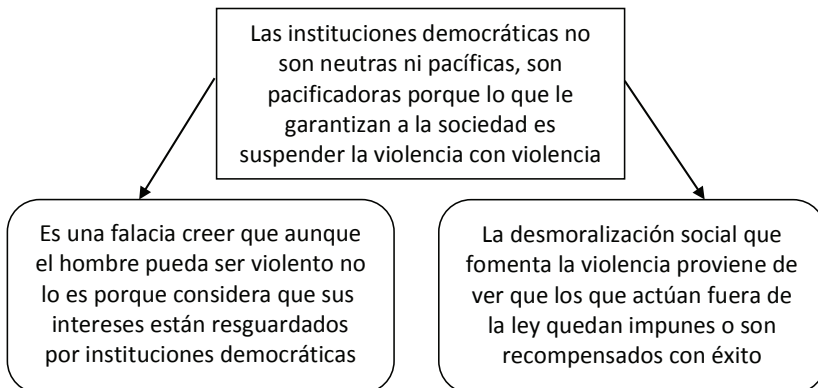 Las instituciones democráticas no
son neutras ni pacíficas, son
pacificadoras porque lo que le
garantizan a la sociedad es
suspender la violencia con violencia
Es una falacia creer que aunque
el hombre pueda ser violento no
lo es porque considera que sus
intereses están resguardados
por instituciones democráticas
La desmoralización social que
fomenta la violencia proviene de
ver que los que actúan fuera de
la ley quedan impunes o son
recompensados con éxito